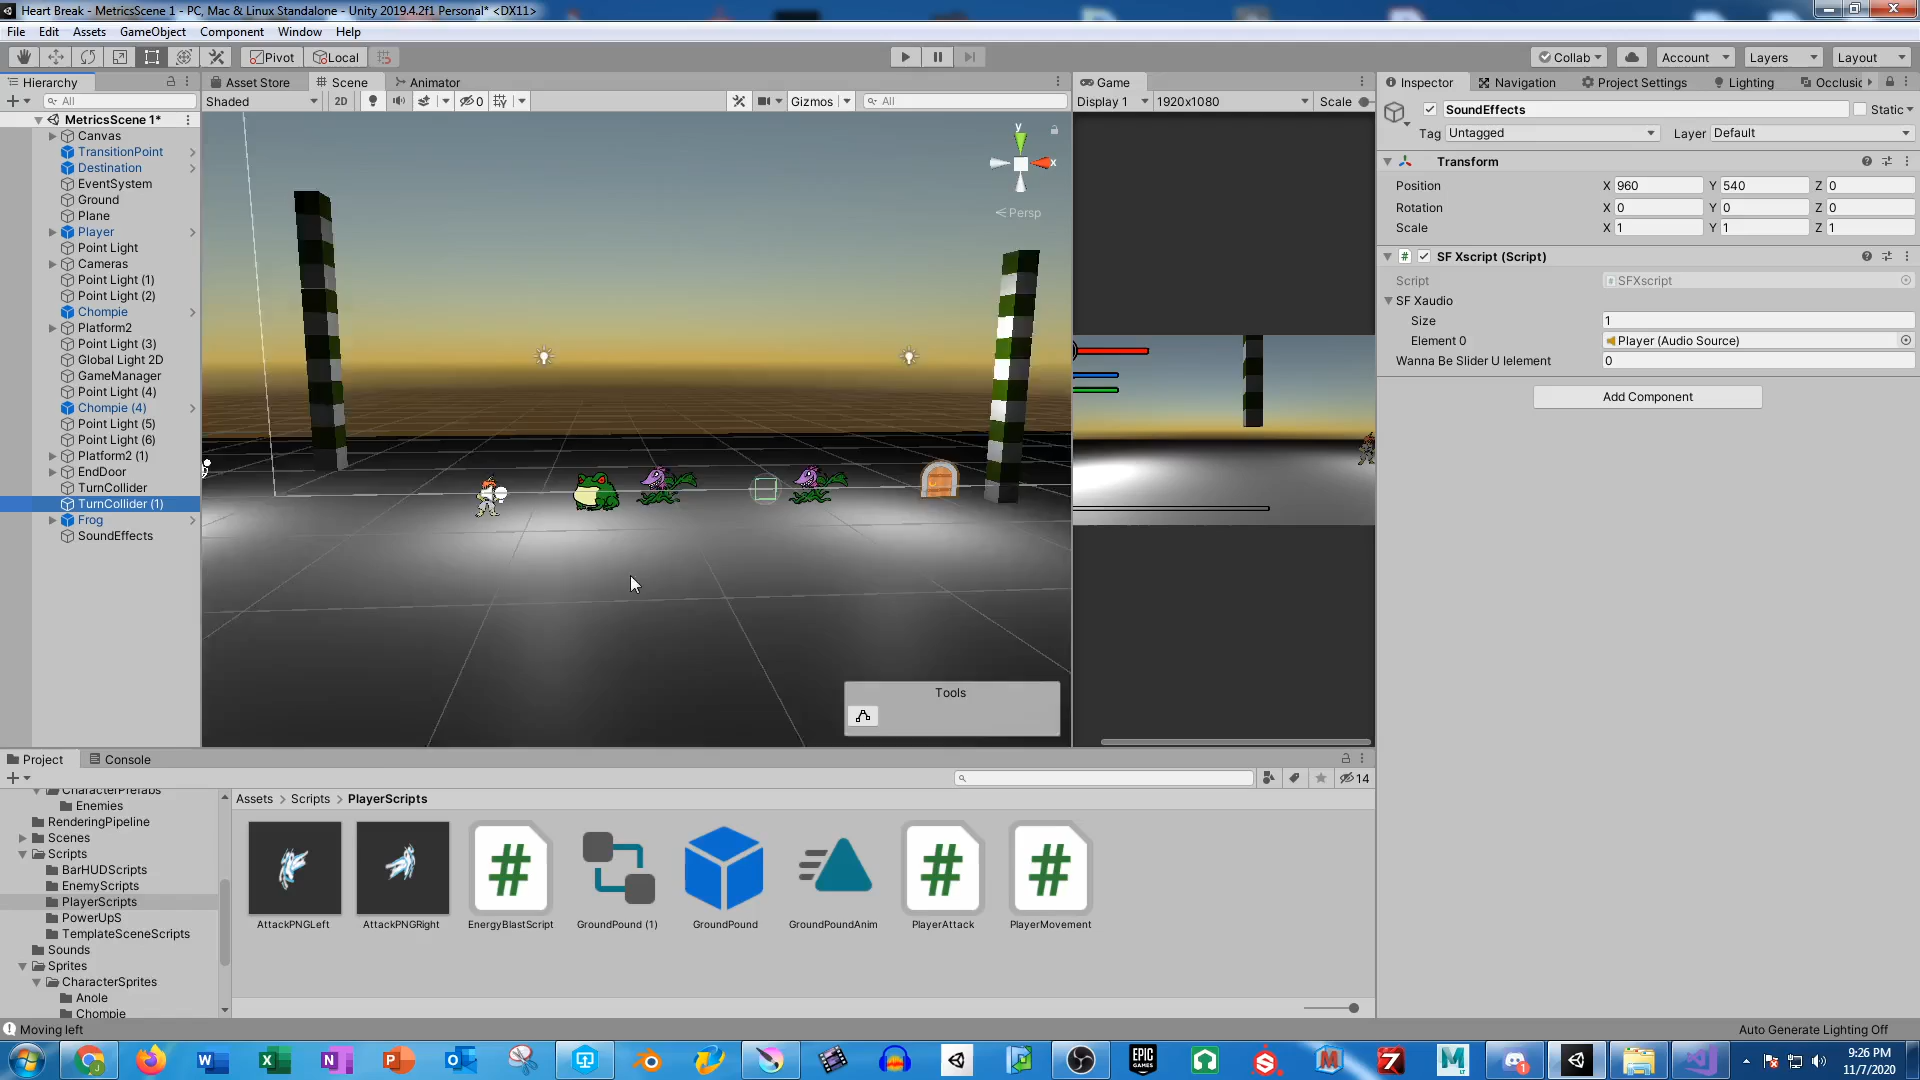 Heart Break - MetricsScene 1 - PC, Mac & Linux Standalone - Unity 2019.4.2f1 Personal* <DX11>
File Edit Assets GameObject Component Window Help
Pivot Local Collab Account Layers Layout
Hierarchy
All
MetricsScene 1*
Canvas
TransitionPoint
Destination
EventSystem
Ground
Plane
Player
Point Light
Cameras
Point Light (1)
Point Light (2)
Chompie
Platform2
Point Light (3)
Global Light 2D
GameManager
Point Light (4)
Chompie (4)
Point Light (5)
Point Light (6)
Platform2 (1)
EndDoor
TurnCollider
TurnCollider (1)
Frog
SoundEffects
Asset Store Scene Animator
Shaded 2D 0 Gizmos All
y
x
Persp
Tools
Game
Display 1 1920x1080 Scale
Inspector Navigation Project Settings Lighting Occlusic
SoundEffects Static
Tag Untagged Layer Default
Transform
Position X 960 Y 540 Z 0
Rotation X 0 Y 0 Z 0
Scale X 1 Y 1 Z 1
# SF Xscript (Script)
Script SFXscript
SF Xaudio
Size 1
Element 0 Player (Audio Source)
Wanna Be Slider U Ielement 0
Add Component
Project Console
14
CharacterPrefabs
Enemies
RenderingPipeline
Scenes
Scripts
BarHUDScripts
EnemyScripts
PlayerScripts
PowerUpS
TemplateSceneScripts
Sounds
Sprites
CharacterSprites
Anole
Chompie
Assets > Scripts > PlayerScripts
# # #
AttackPNGLeft AttackPNGRight EnergyBlastScript GroundPound (1) GroundPound GroundPoundAnim PlayerAttack PlayerMovement
Moving left
Auto Generate Lighting Off
EPIC GAMES
9:26 PM
11/7/2020